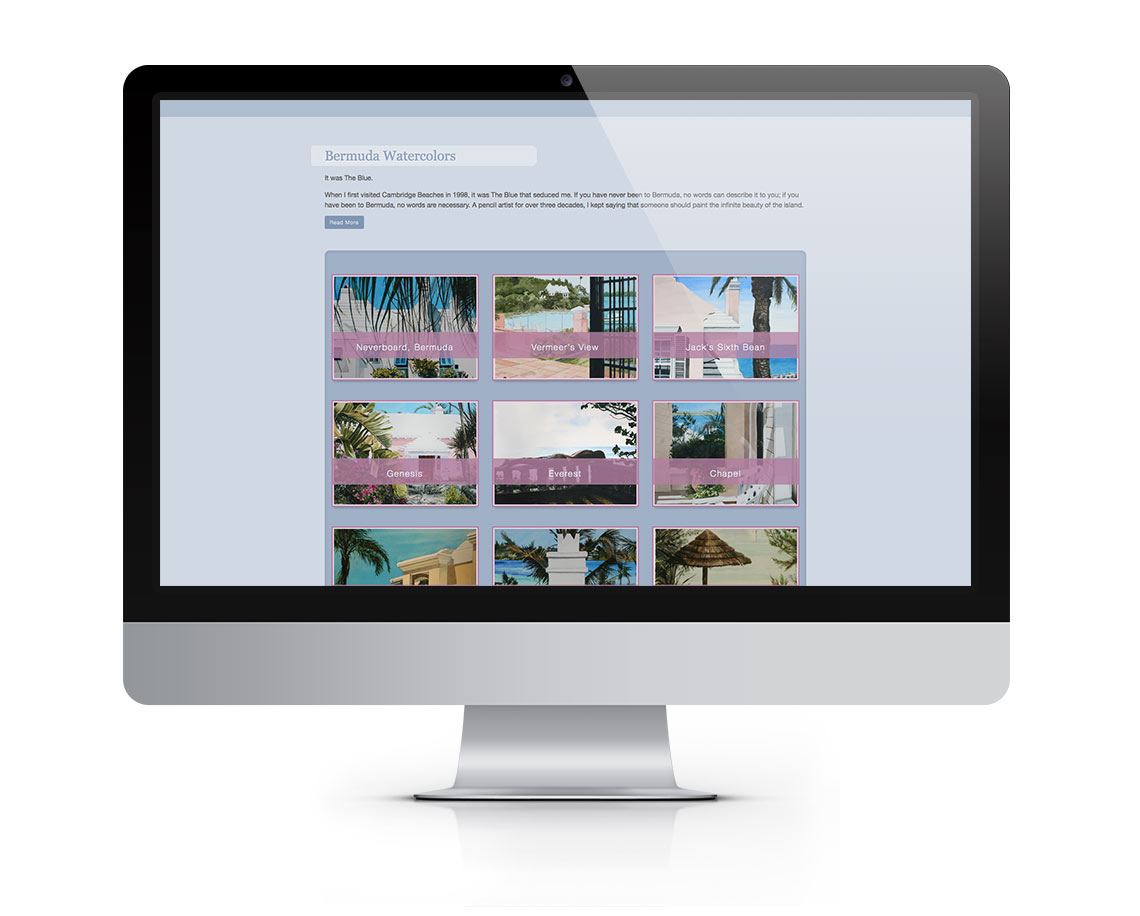 Bermuda Watercolors
It was The Blue.
When I first visited Cambridge Beaches in 1998, it was The Blue that seduced me. If you have never been to Bermuda, no words can describe it to you; if you
have been to Bermuda, no words are necessary. A pencil artist for over three decades, I kept saying that someone should paint the infinite beauty of the island.
Read More
Neverboard, Bermuda
Vermeer's View
Jack's Sixth Bean
Genesis
Everest
Chapel